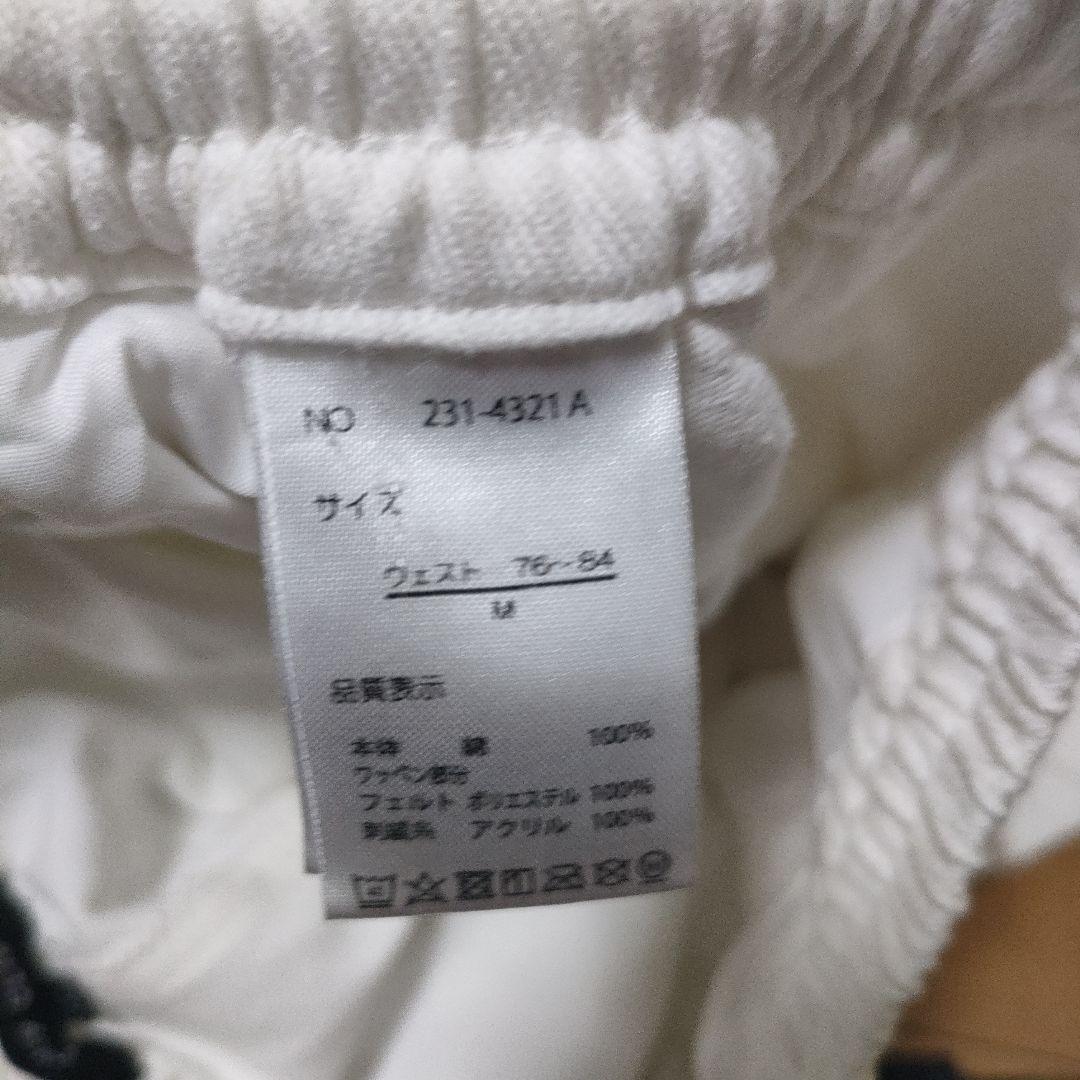 NO 231-4321A
サイズ
ウェスト 76～84
M
品質表示
本体 綿 100%
ワッペン部分
フェルト ポリエステル 100%
刺繍糸 アクリル 100%